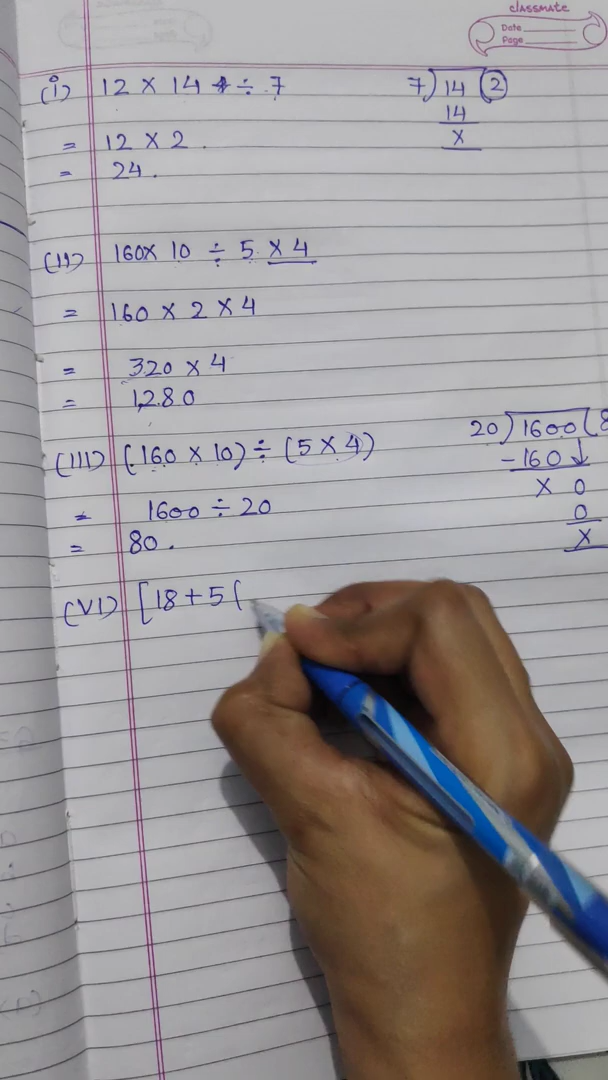 classmate
Date
Page
(i) 12 × 14 ÷ 7
= 12 × 2.
= 24.
7) 14 (2
14
x
(II) 160× 10 ÷ 5 × 4
= 160 × 2 × 4
= 320 × 4
= 1280
(III) (160 × 10) ÷ (5 × 4)
= 1600 ÷ 20
= 80.
20) 1600 (8
-160 ↓
x 0
0
x
(VI) [18+5(